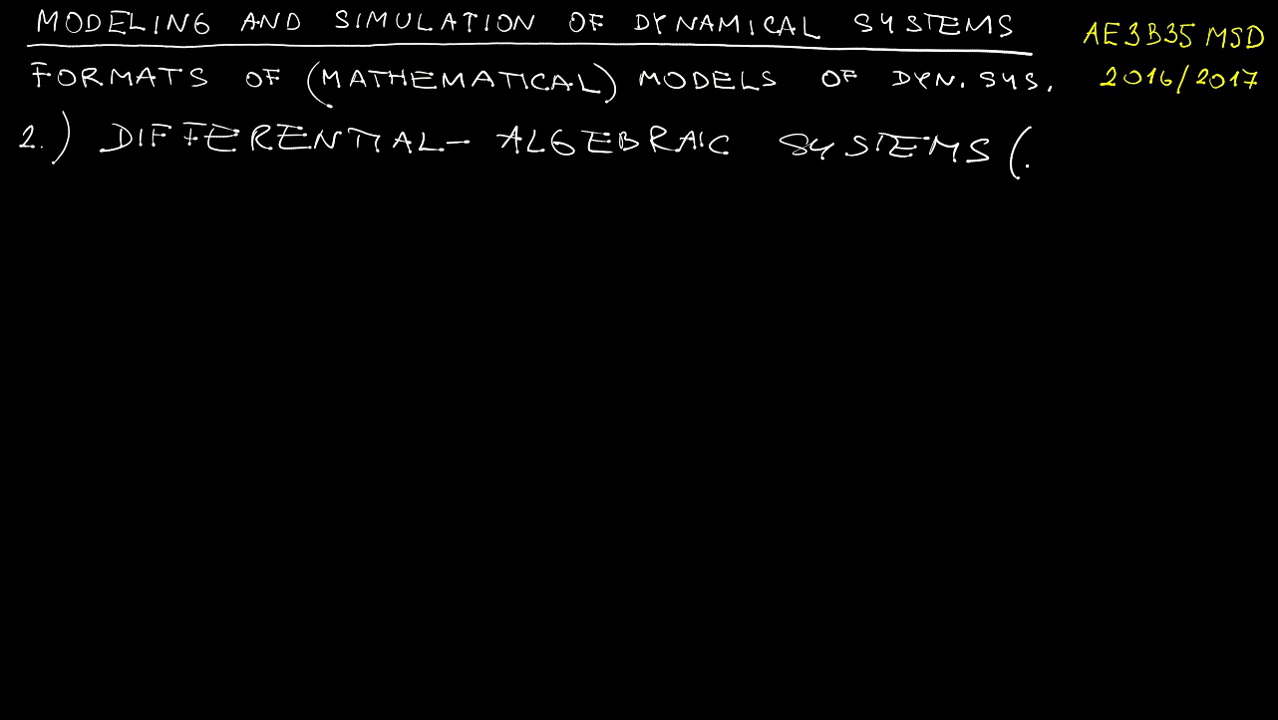 MODELING AND SIMULATION OF DYNAMICAL SYSTEMS
AE3B35MSD
2016/2017
FORMATS OF (MATHEMATICAL) MODELS OF DYN. SYS.
2.) DIFFERENTIAL-ALGEBRAIC SYSTEMS (